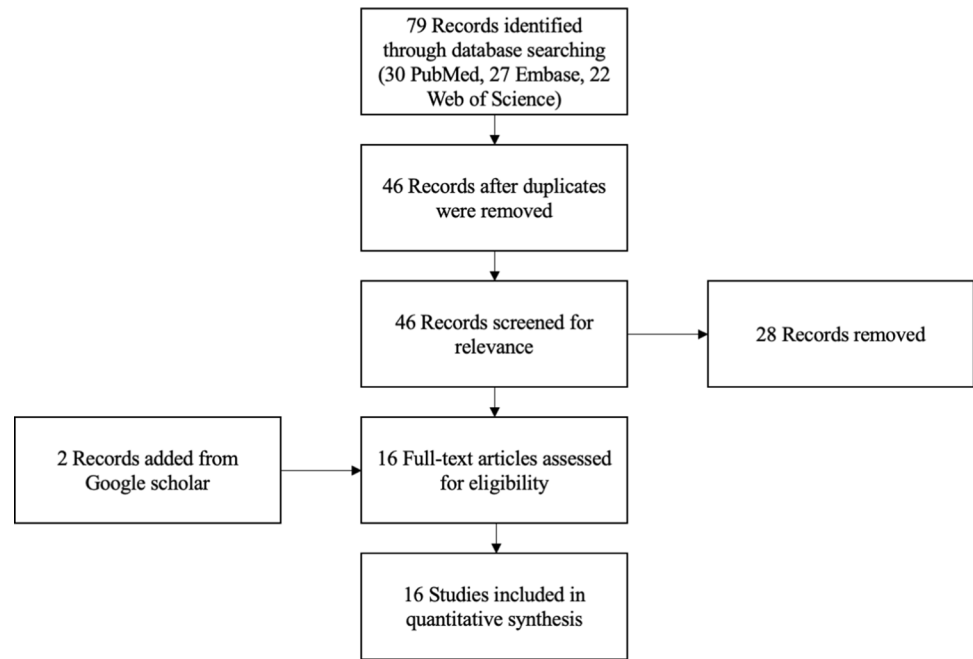 79 Records identified
through database searching
(30 PubMed, 27 Embase, 22
Web of Science)
46 Records after duplicates
were removed
46 Records screened for
relevance
28 Records removed
2 Records added from
Google scholar
16 Full-text articles assessed
for eligibility
16 Studies included in
quantitative synthesis